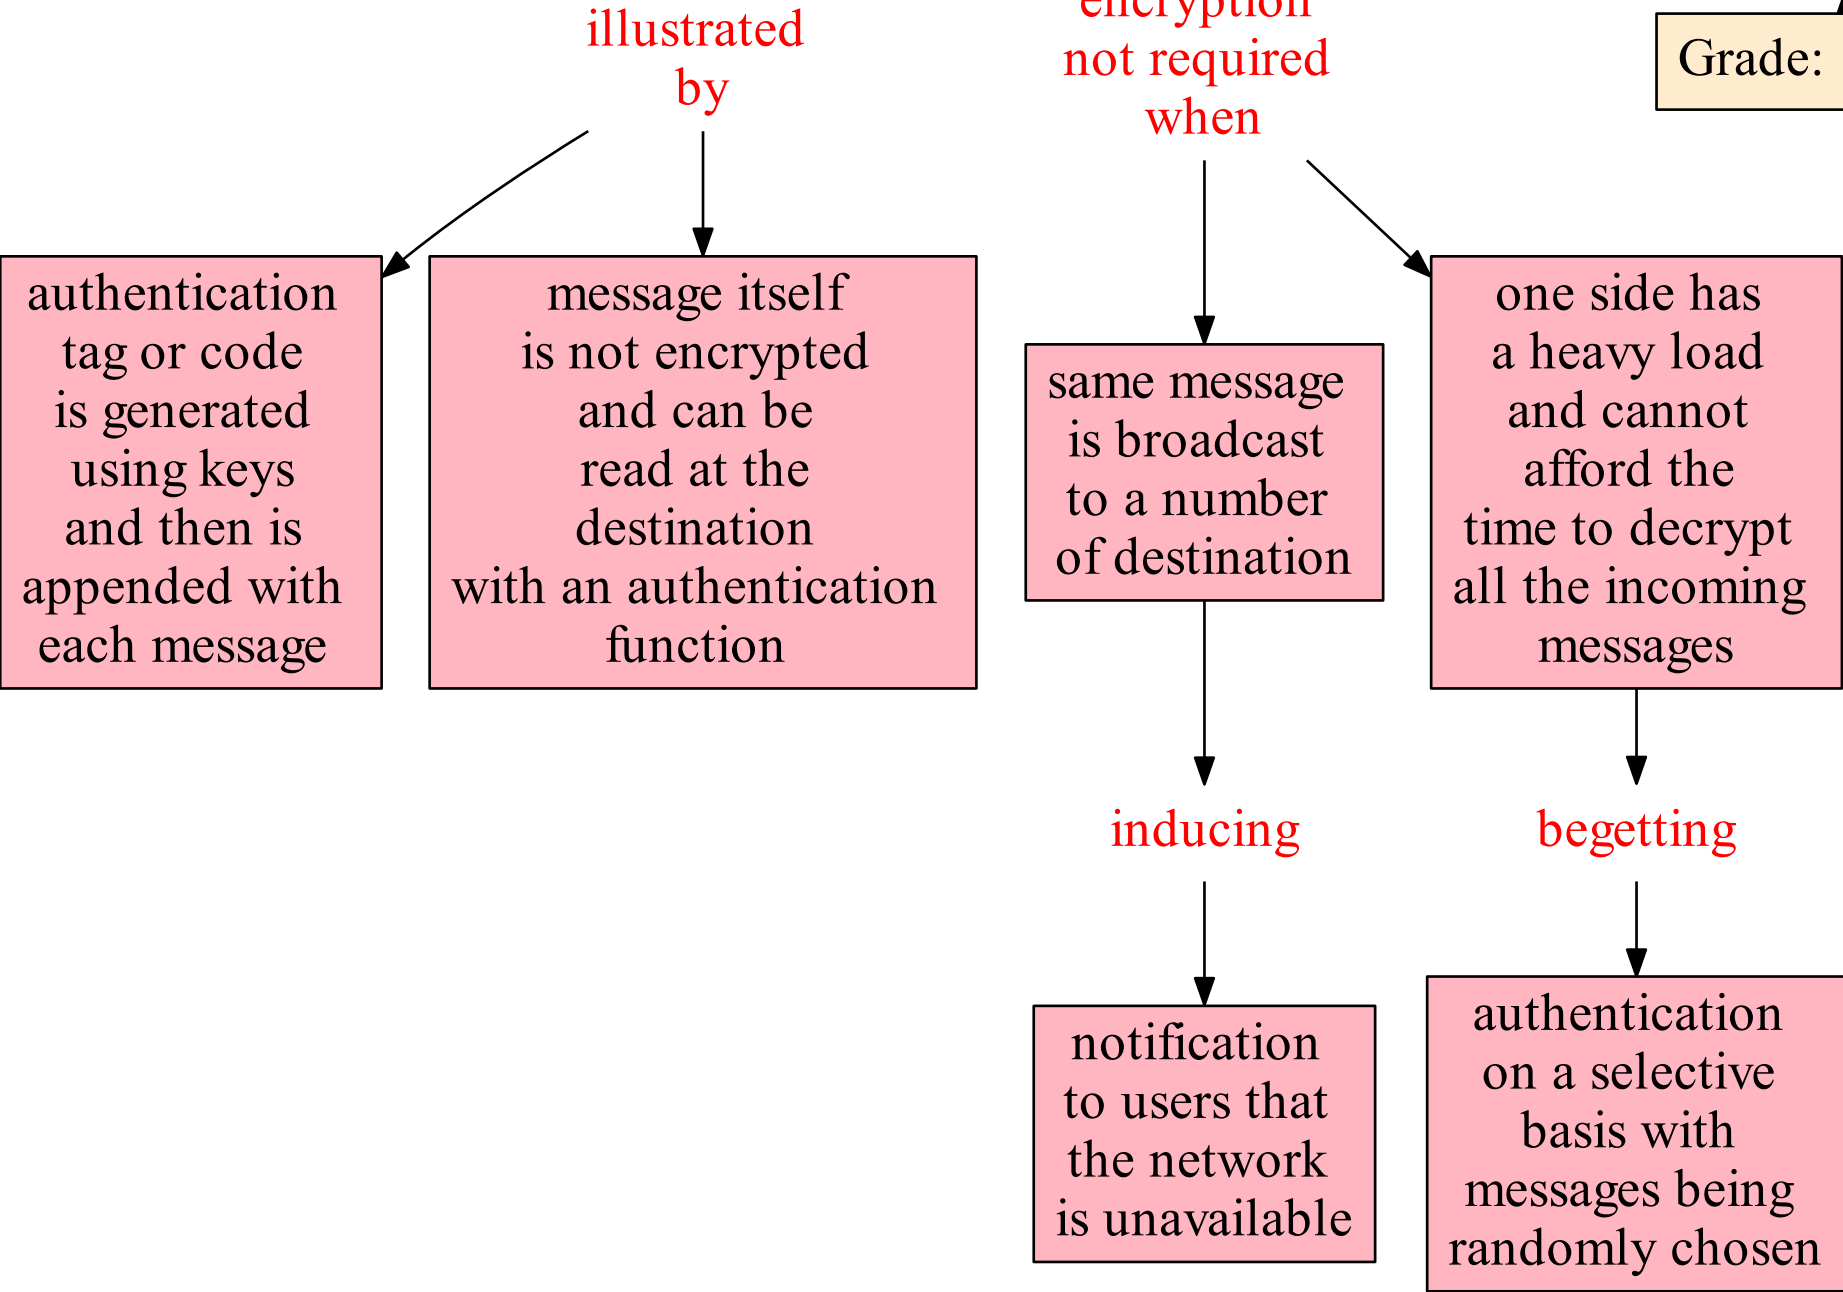 illustrated
by
encryption
not required
when
Grade:
authentication
tag or code
is generated
using keys
and then is
appended with
each message
message itself
is not encrypted
and can be
read at the
destination
with an authentication
function
same message
is broadcast
to a number
of destination
one side has
a heavy load
and cannot
afford the
time to decrypt
all the incoming
messages
inducing
begetting
notification
to users that
the network
is unavailable
authentication
on a selective
basis with
messages being
randomly chosen